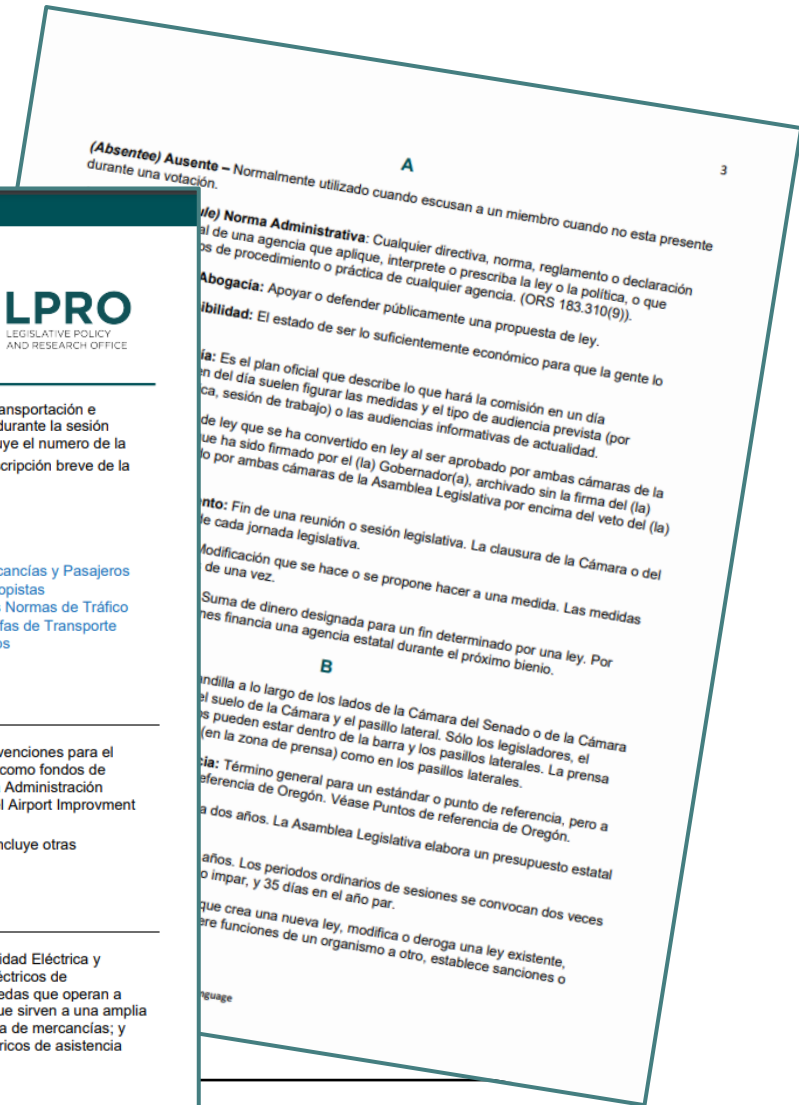 LPRO
LEGISLATIVE POLICY
AND RESEARCH OFFICE
ansportación e
durante la sesión
uye el numero de la
cripción breve de la
cancías y Pasajeros
opistas
s Normas de Tráfico
fas de Transporte
os
venciones para el
como fondos de
Administración
l Airport Improvment
ncluye otras
idad Eléctrica y
éctricos de
edas que operan a
ue sirven a una amplia
a de mercancías; y
ricos de asistencia
3
A
(Absentee) Ausente – Normalmente utilizado cuando escusan a un miembro cuando no esta presente
durante una votación.
ule) Norma Administrativa: Cualquier directiva, norma, reglamento o declaración
al de una agencia que aplique, interprete o prescriba la ley o la política, o que
os de procedimiento o práctica de cualquier agencia. (ORS 183.310(9)).
Abogacía: Apoyar o defender públicamente una propuesta de ley.
ibilidad: El estado de ser lo suficientemente económico para que la gente lo
ía: Es el plan oficial que describe lo que hará la comisión en un día
n del día suelen figurar las medidas y el tipo de audiencia prevista (por
ca, sesión de trabajo) o las audiencias informativas de actualidad.
de ley que se ha convertido en ley al ser aprobado por ambas cámaras de la
ue ha sido firmado por el (la) Gobernador(a), archivado sin la firma del (la)
o por ambas cámaras de la Asamblea Legislativa por encima del veto del (la)
nto: Fin de una reunión o sesión legislativa. La clausura de la Cámara o del
e cada jornada legislativa.
Modificación que se hace o se propone hacer a una medida. Las medidas
de una vez.
Suma de dinero designada para un fin determinado por una ley. Por
nes financia una agencia estatal durante el próximo bienio.
B
andilla a lo largo de los lados de la Cámara del Senado o de la Cámara
el suelo de la Cámara y el pasillo lateral. Sólo los legisladores, el
os pueden estar dentro de la barra y los pasillos laterales. La prensa
(en la zona de prensa) como en los pasillos laterales.
cia: Término general para un estándar o punto de referencia, pero a
eferencia de Oregón. Véase Puntos de referencia de Oregón.
a dos años. La Asamblea Legislativa elabora un presupuesto estatal
años. Los periodos ordinarios de sesiones se convocan dos veces
o impar, y 35 días en el año par.
que crea una nueva ley, modifica o deroga una ley existente,
ere funciones de un organismo a otro, establece sanciones o
nguage